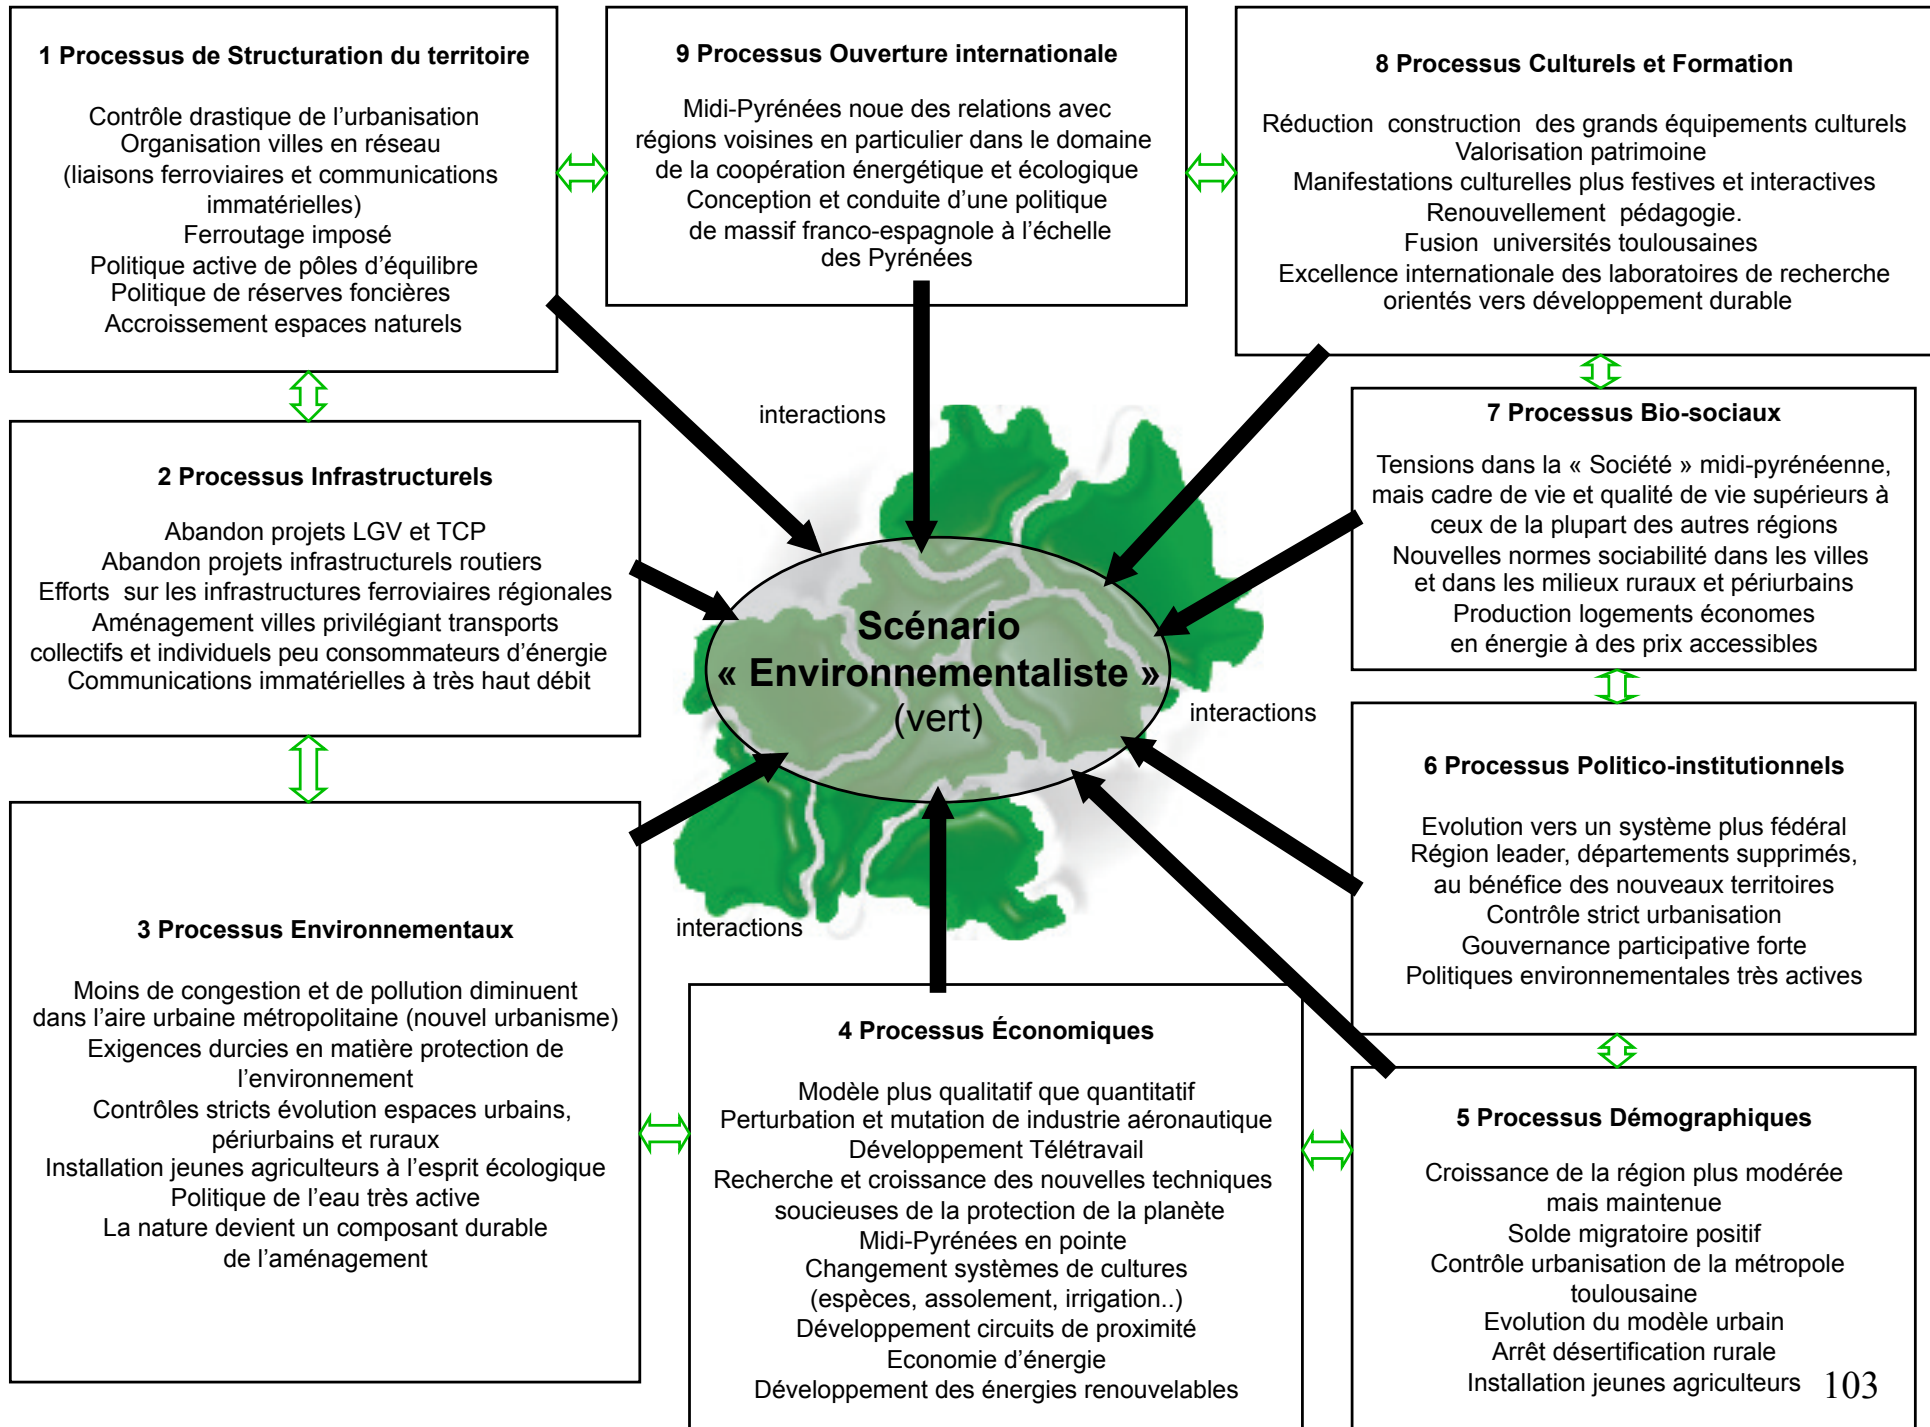 1 Processus de Structuration du territoire
Contrôle drastique de l’urbanisation
Organisation villes en réseau
(liaisons ferroviaires et communications
immatérielles)
Ferroutage imposé
Politique active de pôles d’équilibre
Politique de réserves foncières
Accroissement espaces naturels
9 Processus Ouverture internationale
Midi-Pyrénées noue des relations avec
régions voisines en particulier dans le domaine
de la coopération énergétique et écologique
Conception et conduite d’une politique
de massif franco-espagnole à l’échelle
des Pyrénées
8 Processus Culturels et Formation
Réduction construction des grands équipements culturels
Valorisation patrimoine
Manifestations culturelles plus festives et interactives
Renouvellement pédagogie.
Fusion universités toulousaines
Excellence internationale des laboratoires de recherche
orientés vers développement durable
interactions
2 Processus Infrastructurels
Abandon projets LGV et TCP
Abandon projets infrastructurels routiers
Efforts sur les infrastructures ferroviaires régionales
Aménagement villes privilégiant transports
collectifs et individuels peu consommateurs d’énergie
Communications immatérielles à très haut débit
7 Processus Bio-sociaux
Tensions dans la « Société » midi-pyrénéenne,
mais cadre de vie et qualité de vie supérieurs à
ceux de la plupart des autres régions
Nouvelles normes sociabilité dans les villes
et dans les milieux ruraux et périurbains
Production logements économes
en énergie à des prix accessibles
Scénario
« Environnementaliste »
(vert)
interactions
6 Processus Politico-institutionnels
Evolution vers un système plus fédéral
Région leader, départements supprimés,
au bénéfice des nouveaux territoires
Contrôle strict urbanisation
Gouvernance participative forte
Politiques environnementales très actives
interactions
3 Processus Environnementaux
Moins de congestion et de pollution diminuent
dans l’aire urbaine métropolitaine (nouvel urbanisme)
Exigences durcies en matière protection de
l’environnement
Contrôles stricts évolution espaces urbains,
périurbains et ruraux
Installation jeunes agriculteurs à l’esprit écologique
Politique de l’eau très active
La nature devient un composant durable
de l’aménagement
4 Processus Économiques
Modèle plus qualitatif que quantitatif
Perturbation et mutation de industrie aéronautique
Développement Télétravail
Recherche et croissance des nouvelles techniques
soucieuses de la protection de la planète
Midi-Pyrénées en pointe
Changement systèmes de cultures
(espèces, assolement, irrigation..)
Développement circuits de proximité
Economie d’énergie
Développement des énergies renouvelables
5 Processus Démographiques
Croissance de la région plus modérée
mais maintenue
Solde migratoire positif
Contrôle urbanisation de la métropole
toulousaine
Evolution du modèle urbain
Arrêt désertification rurale
Installation jeunes agriculteurs
103